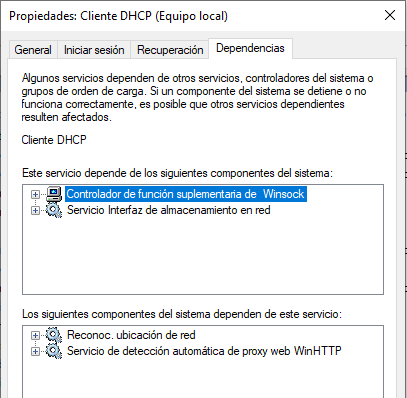 Propiedades: Cliente DHCP (Equipo local)
General Iniciar sesión Recuperación Dependencias
Algunos servicios dependen de otros servicios, controladores del sistema o
grupos de orden de carga. Si un componente del sistema se detiene o no
funciona correctamente, es posible que otros servicios dependientes
resulten afectados.
Cliente DHCP
Este servicio depende de los siguientes componentes del sistema:
Controlador de función suplementaria de  Winsock
Servicio Interfaz de almacenamiento en red
Los siguientes componentes del sistema dependen de este servicio:
Reconoc. ubicación de red
Servicio de detección automática de proxy web WinHTTP